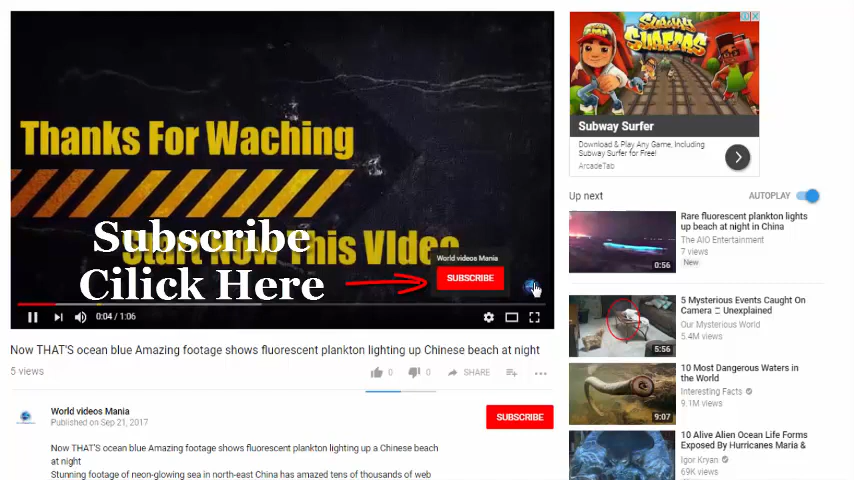 Thanks For Waching
Start Now This VIdeo
Subscribe
Cilick Here
World videos Mania
SUBSCRIBE
0:04 / 1:06
Now THAT'S ocean blue Amazing footage shows fluorescent plankton lighting up Chinese beach at night
5 views
0
0
SHARE
World videos Mania
Published on Sep 21, 2017
SUBSCRIBE
Now THAT'S ocean blue Amazing footage shows fluorescent plankton lighting up a Chinese beach
at night
Stunning footage of neon-glowing sea in north-east China has amazed tens of thousands of web
SUBWAY
SURFERS
Subway Surfer
Download & Play Any Game, Including
Subway Surfer for Free!
ArcadeTab
Up next
AUTOPLAY
Rare fluorescent plankton lights
up beach at night in China
The AIO Entertainment
7 views
New
0:56
5 Mysterious Events Caught On
Camera □ Unexplained
Our Mysterious World
5.4M views
5:56
10 Most Dangerous Waters in
the World
Interesting Facts
9.1M views
9:07
10 Alive Alien Ocean Life Forms
Exposed By Hurricanes Maria &
Igor Kryan
69K views